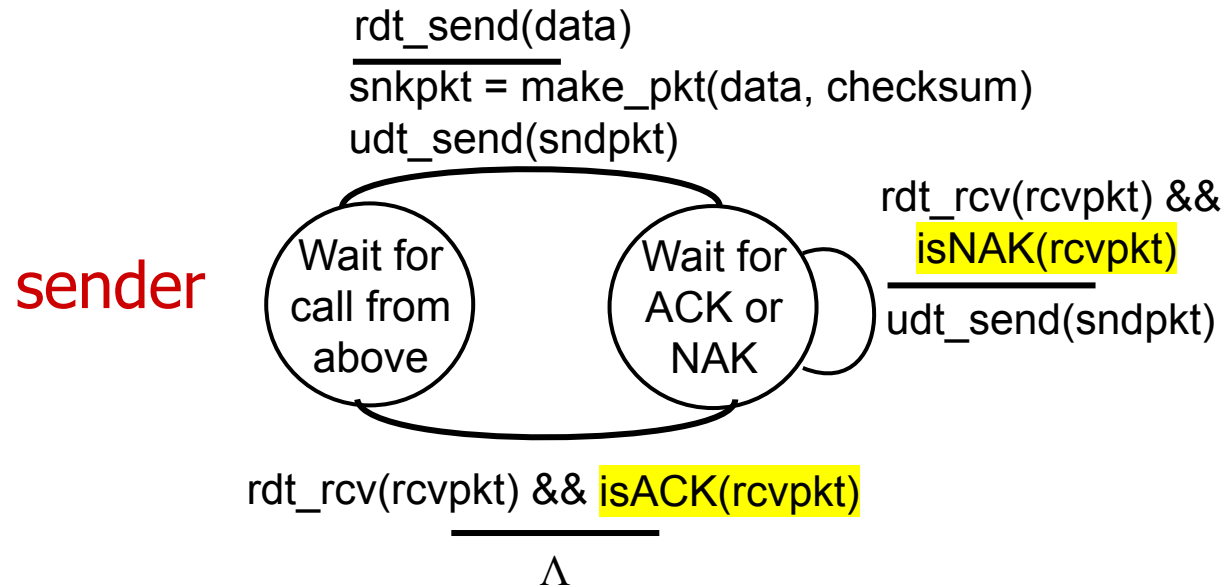 rdt_send(data)
snkpkt = make_pkt(data, checksum)
udt_send(sndpkt)
sender
Wait for
call from
above
Wait for
ACK or
NAK
rdt_rcv(rcvpkt) &&
isNAK(rcvpkt)
udt_send(sndpkt)
rdt_rcv(rcvpkt) && isACK(rcvpkt)
Λ